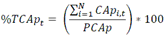 %TCAp_t = (∑_{i=1}^{N} CAp_{i,t} / PCAp) * 100